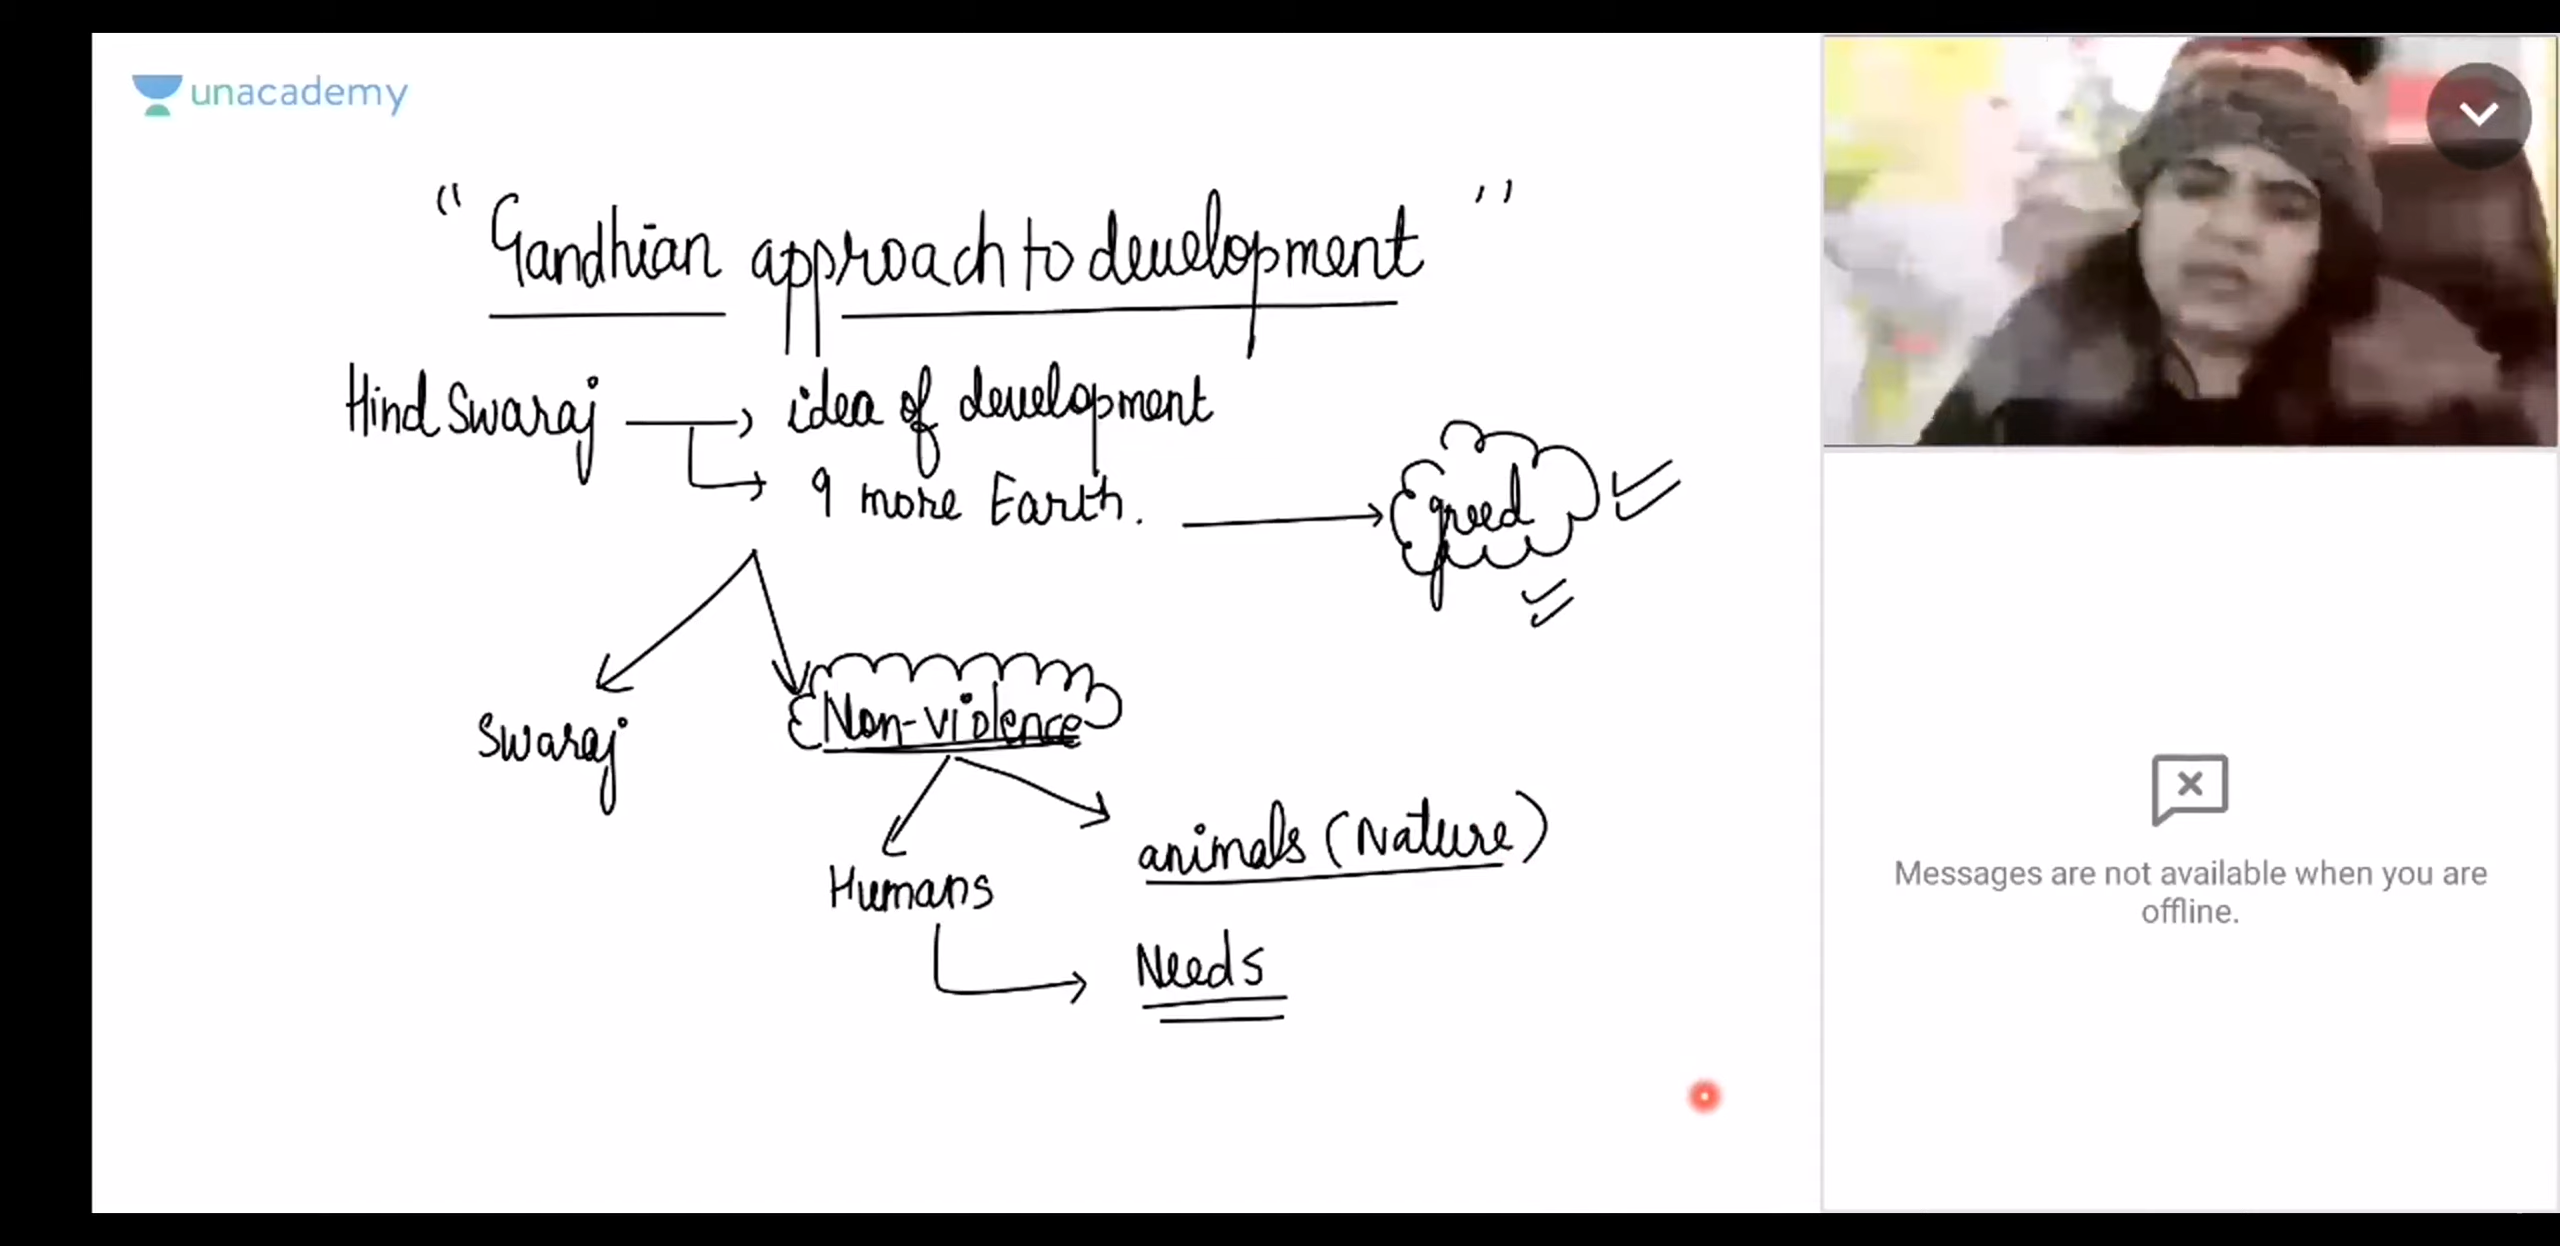 unacademy
"Gandhian approach to development"
Hind Swaraj → idea of development
→ 9 more Earth. → greed
Swaraj
Non-violence
animals (Nature)
Humans
→ Needs
Messages are not available when you are
offline.